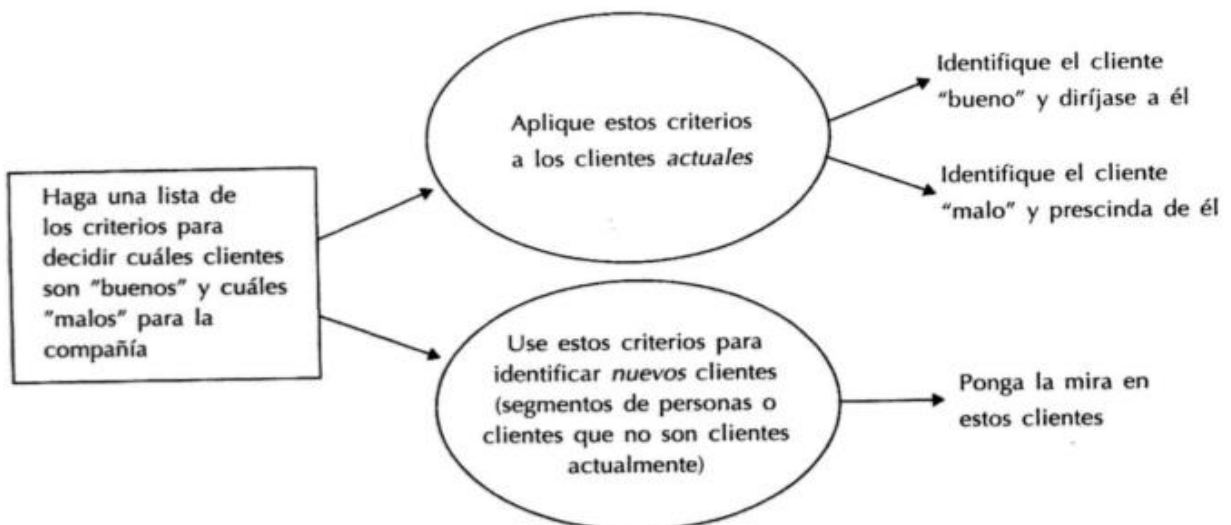 Haga una lista de
los criterios para
decidir cuáles clientes
son "buenos" y cuáles
"malos" para la
compañía
Aplique estos criterios
a los clientes actuales
Identifique el cliente
"bueno" y diríjase a él
Identifique el cliente
"malo" y prescinda de él
Use estos criterios para
identificar nuevos clientes
(segmentos de personas o
clientes que no son clientes
actualmente)
Ponga la mira en
estos clientes